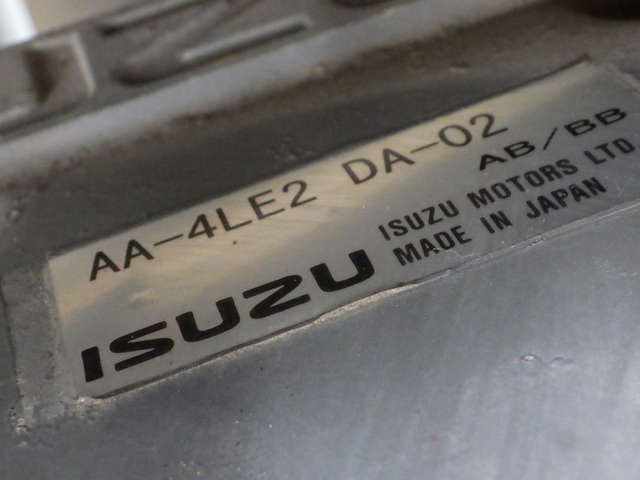 AA-4LE2 DA-02
AB/BB
ISUZU MOTORS LTD
MADE IN JAPAN
ISUZU